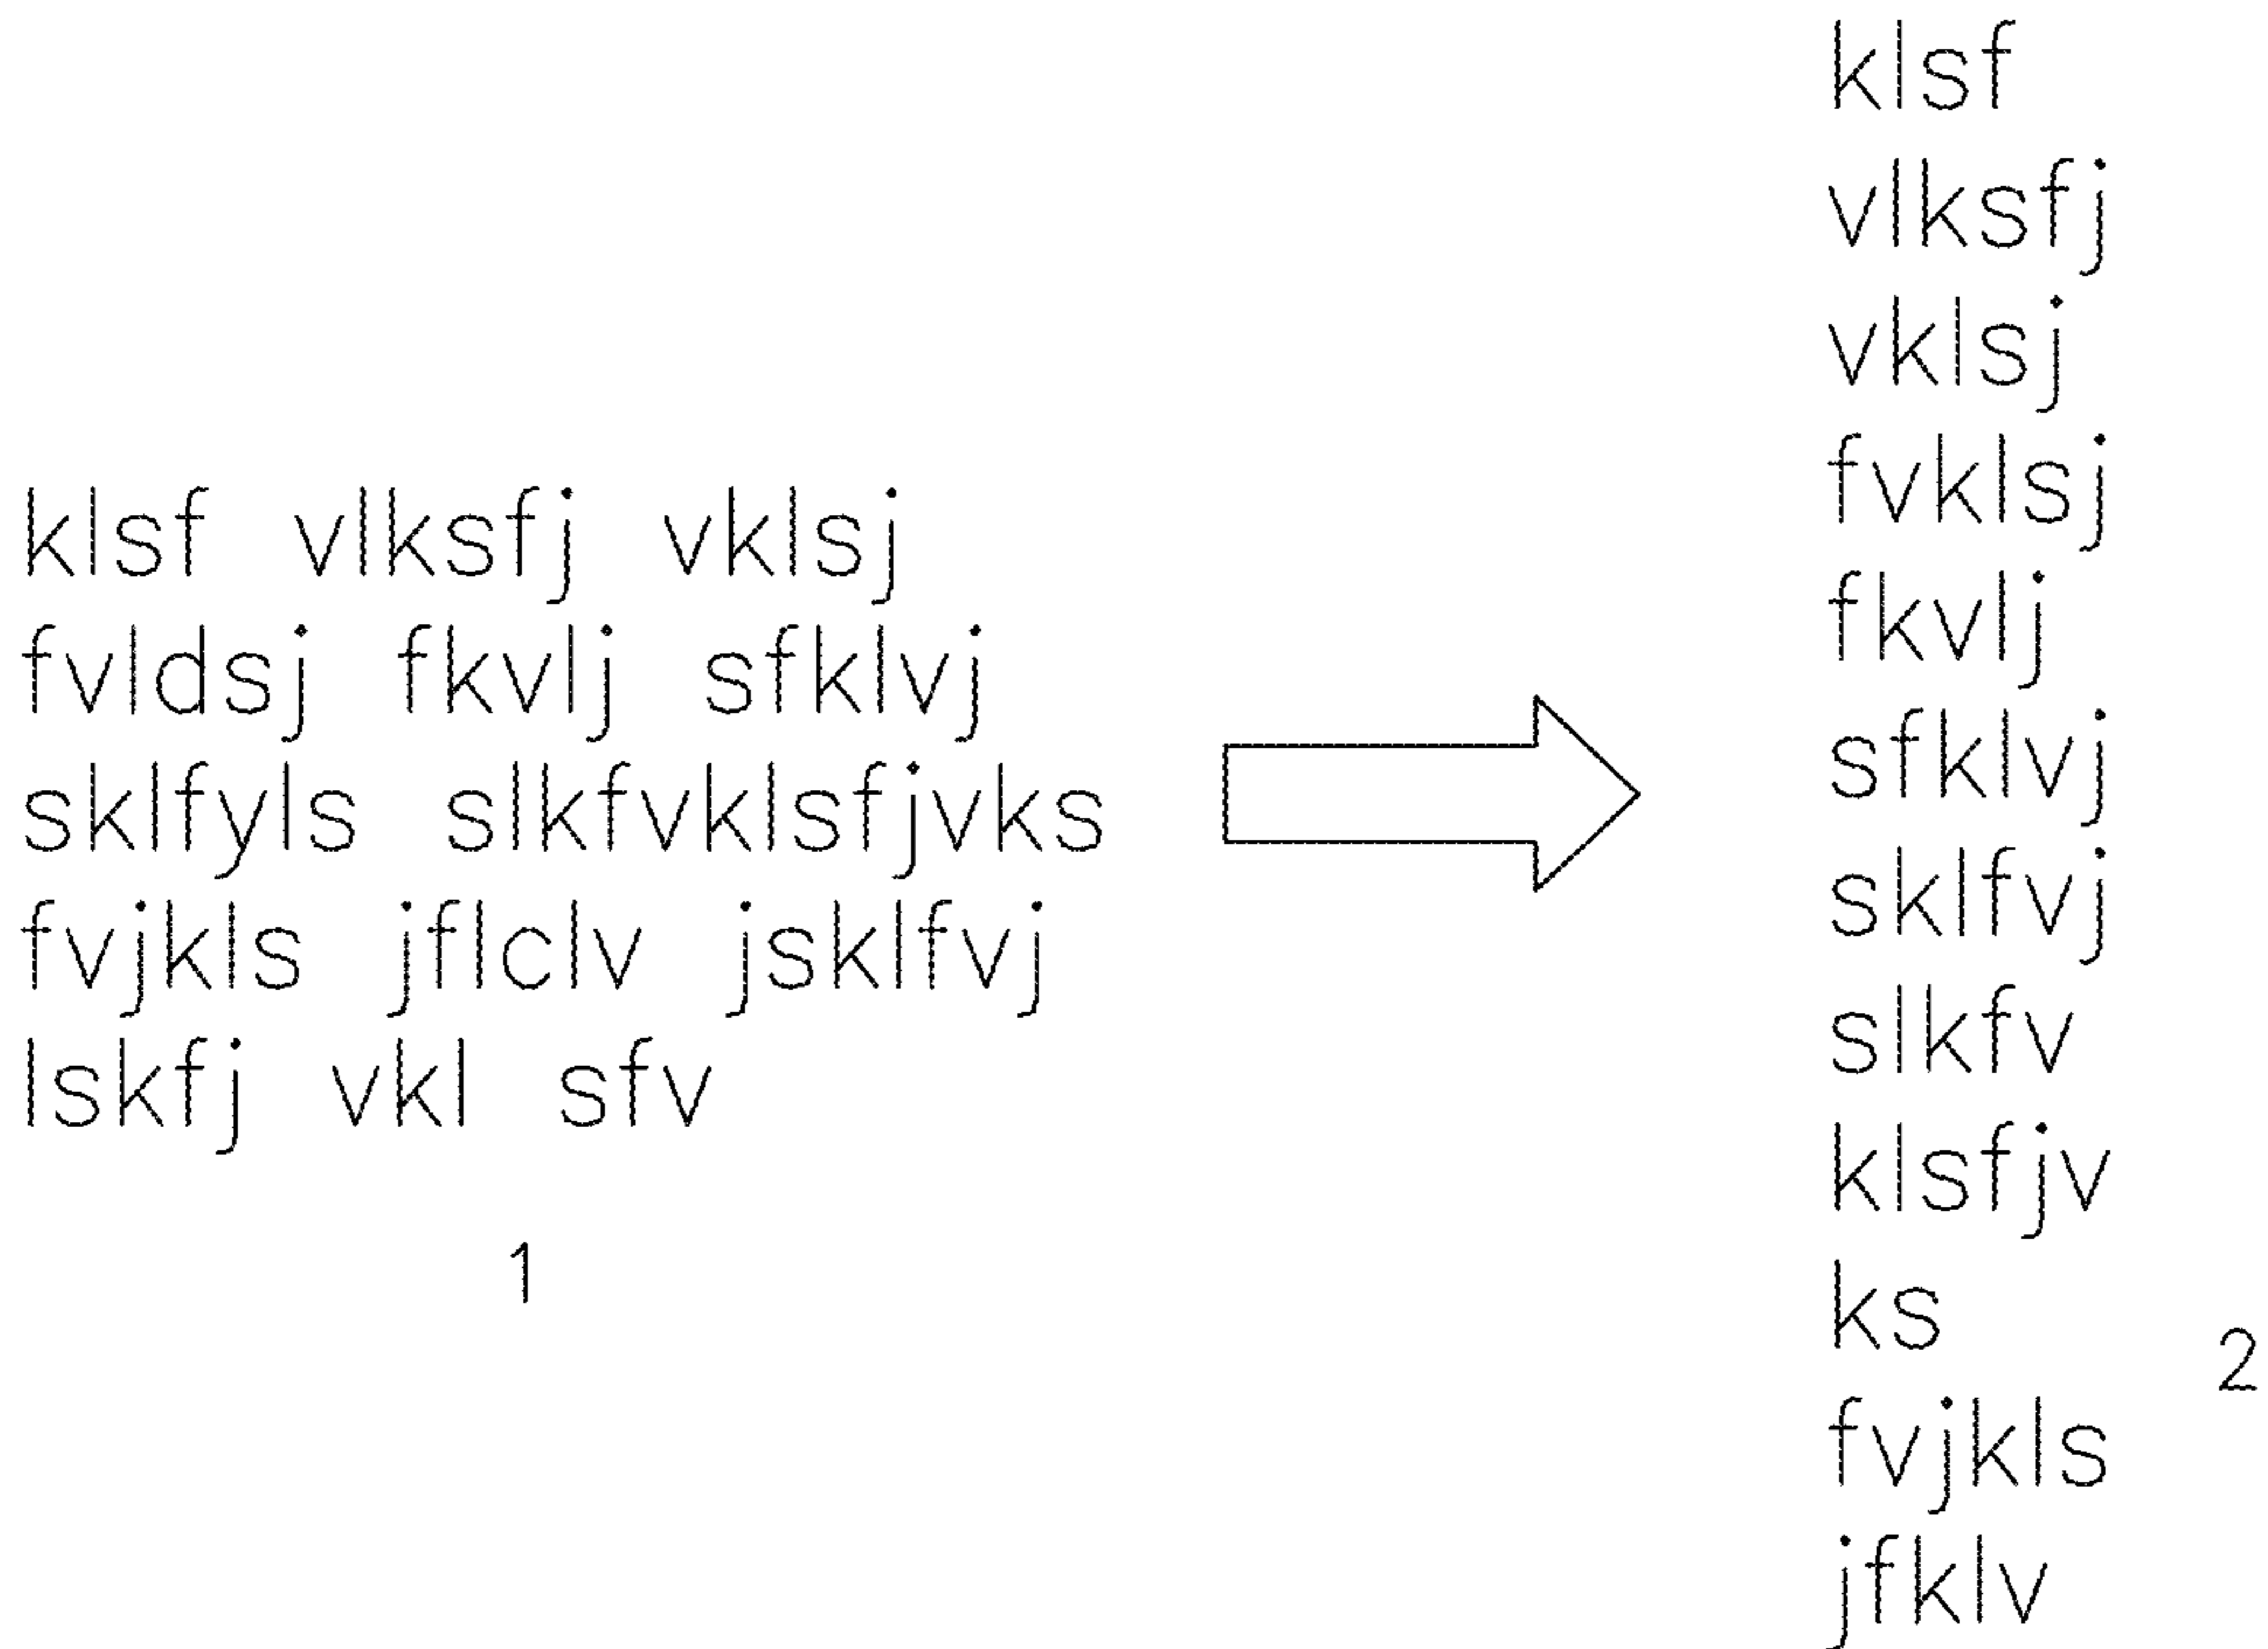 klsf vlksfj vklsj
fvldsj fkvlj sfklvj
sklfyls slkfvklsfjvks
fvjkls jflclv jsklfvj
lskfj vkl sfv
1
klsf
vlksfj
vklsj
fvklsj
fkvlj
sfklvj
sklfvj
slkfv
klsfjv
ks
fvjkls
jfklv
2